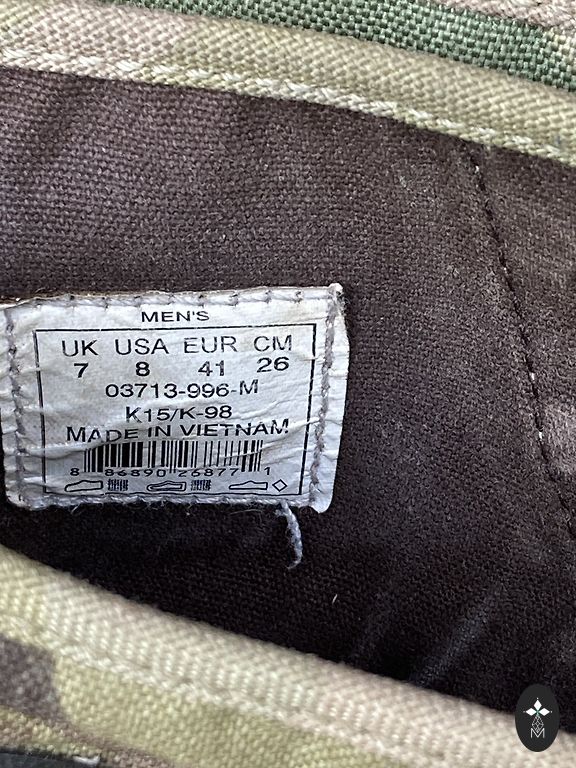 MEN'S
UK USA EUR CM
7 8 41 26
03713-996-M
K15/K-98
MADE IN VIETNAM
8 86890 26877 1
M